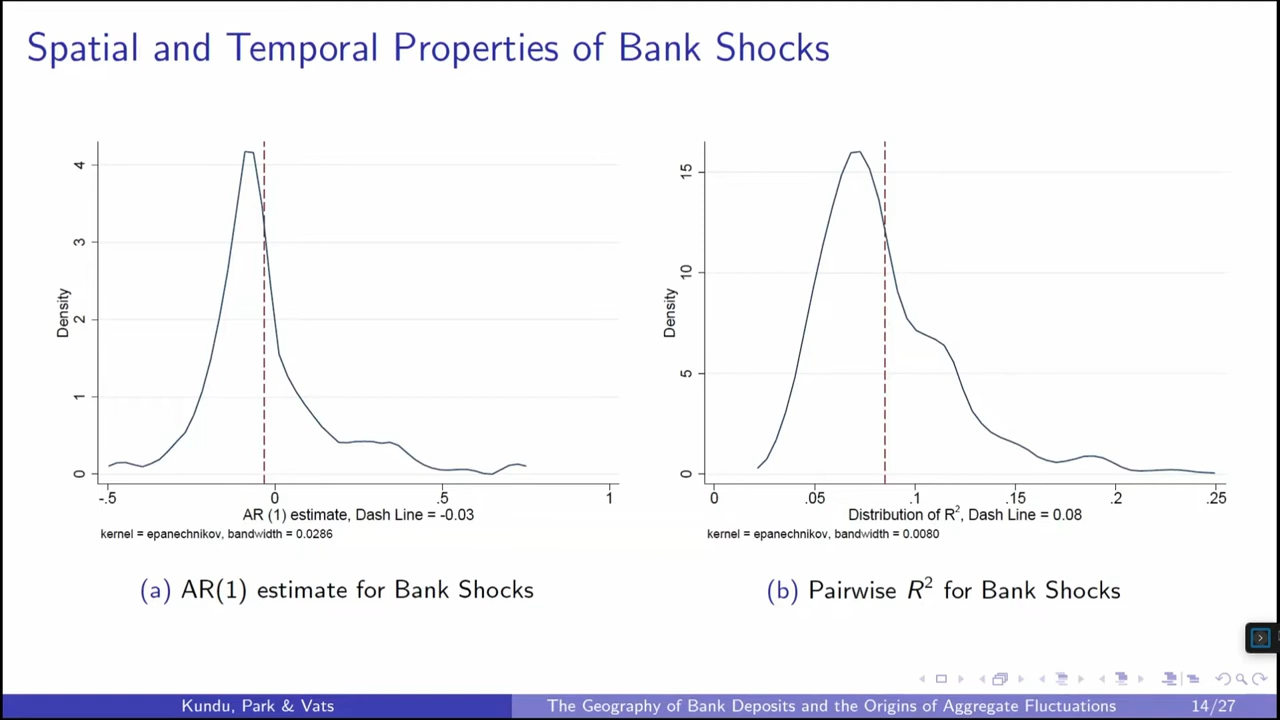 Spatial and Temporal Properties of Bank Shocks
4
3
2
1
0
Density
-.5 0 .5 1
AR (1) estimate, Dash Line = -0.03
kernel = epanechnikov, bandwidth = 0.0286
(a) AR(1) estimate for Bank Shocks
15
10
5
0
Density
0 .05 .1 .15 .2 .25
Distribution of R², Dash Line = 0.08
kernel = epanechnikov, bandwidth = 0.0080
(b) Pairwise R² for Bank Shocks
Kundu, Park & Vats
The Geography of Bank Deposits and the Origins of Aggregate Fluctuations
14/27